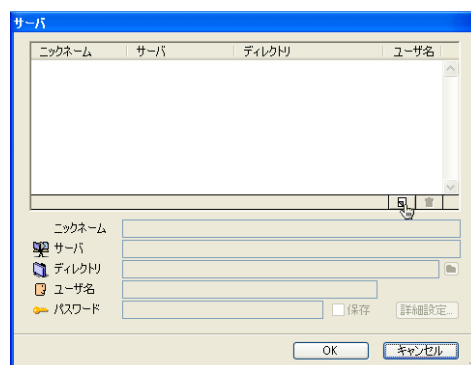 サーバ
ニックネーム サーバ ディレクトリ ユーザ名
ニックネーム
サーバ
ディレクトリ
ユーザ名
パスワード 保存 詳細設定...
OK キャンセル